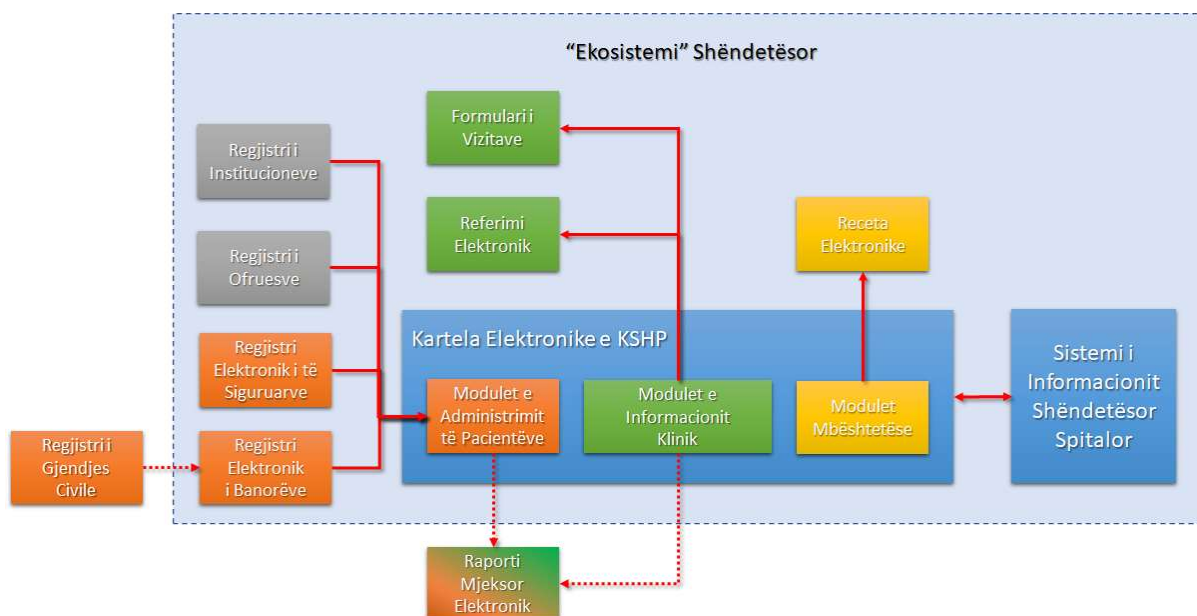 “Ekosistemi” Shëndetësor
Formulari i
Vizitave
Regjistri i
Institucioneve
Referimi
Elektronik
Receta
Elektronike
Regjistri i
Ofruesve
Kartela Elektronike e KSHP
Regjistri
Elektronik i të
Siguruarve
Modulet e
Administrimit
të Pacientëve
Modulet e
Informacionit
Klinik
Modulet
Mbështetëse
Sistemi i
Informacionit
Shëndetësor
Spitalor
Regjistri i
Gjendjes
Civile
Regjistri
Elektronik
i Banorëve
Raporti
Mjeksor
Elektronik